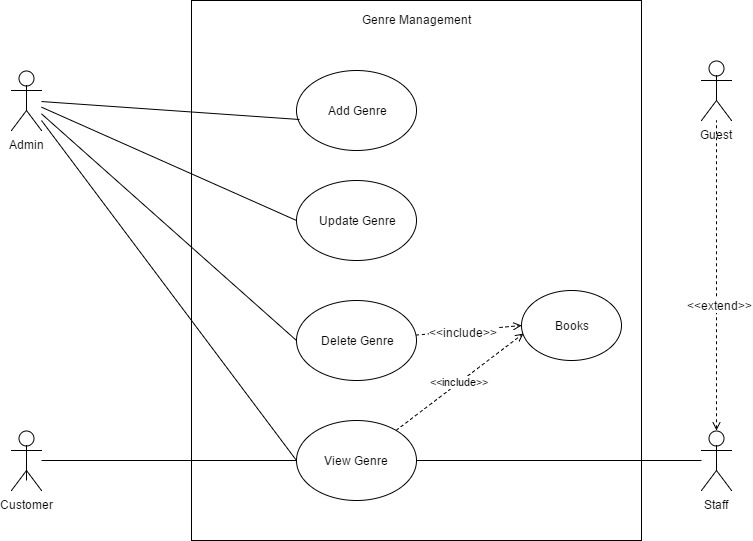 Genre Management
Admin
Add Genre
Guest
Update Genre
<<extend>>
Delete Genre
<<include>>
Books
<<include>>
View Genre
Customer
Staff